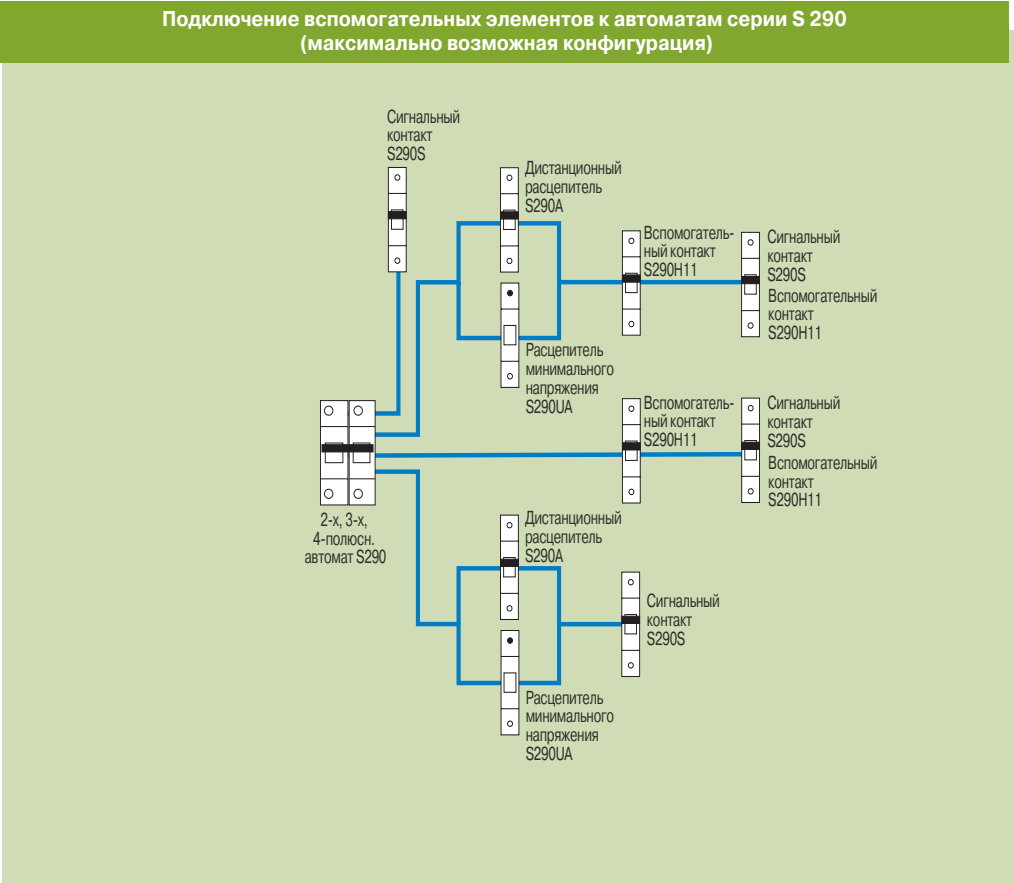 Подключение вспомогательных элементов к автоматам серии S 290
(максимально возможная конфигурация)
Сигнальный
контакт
S290S
Дистанционный
расцепитель
S290A
Вспомогатель-
ный контакт
S290H11
Сигнальный
контакт
S290S
Вспомогательный
контакт
S290H11
Расцепитель
минимального
напряжения
S290UA
Вспомогатель-
ный контакт
S290H11
Сигнальный
контакт
S290S
Вспомогательный
контакт
S290H11
2-х, 3-х,
4-полюсн.
автомат S290
Дистанционный
расцепитель
S290A
Сигнальный
контакт
S290S
Расцепитель
минимального
напряжения
S290UA